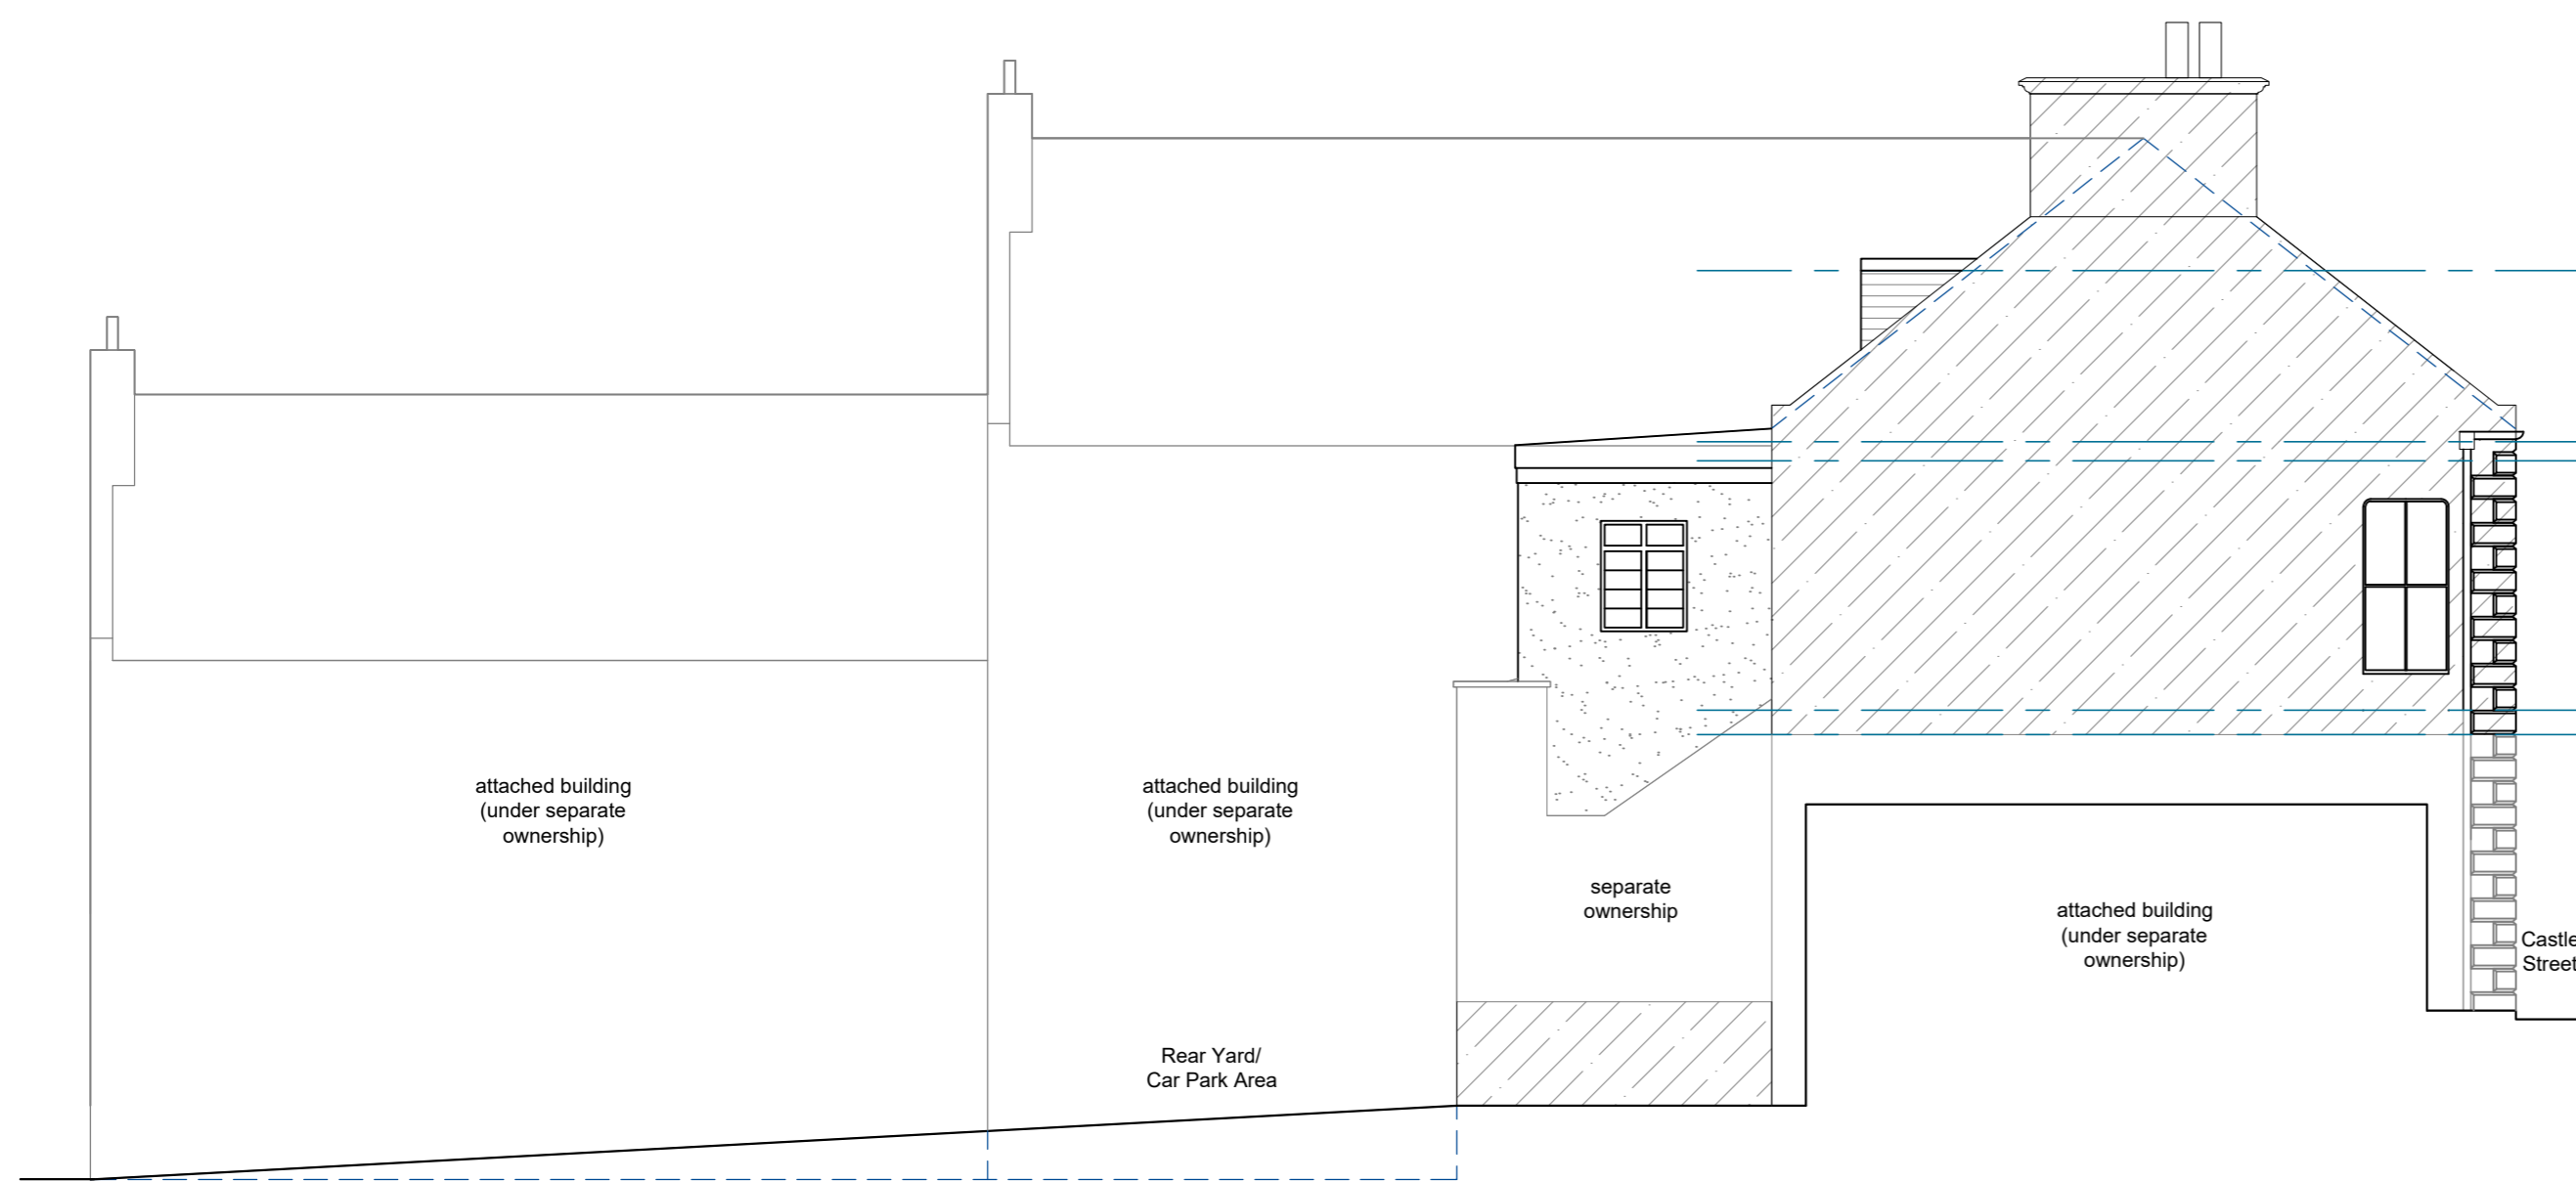 attached building
(under separate
ownership)
attached building
(under separate
ownership)
separate
ownership
attached building
(under separate
ownership)
Castle
Street
Rear Yard/
Car Park Area